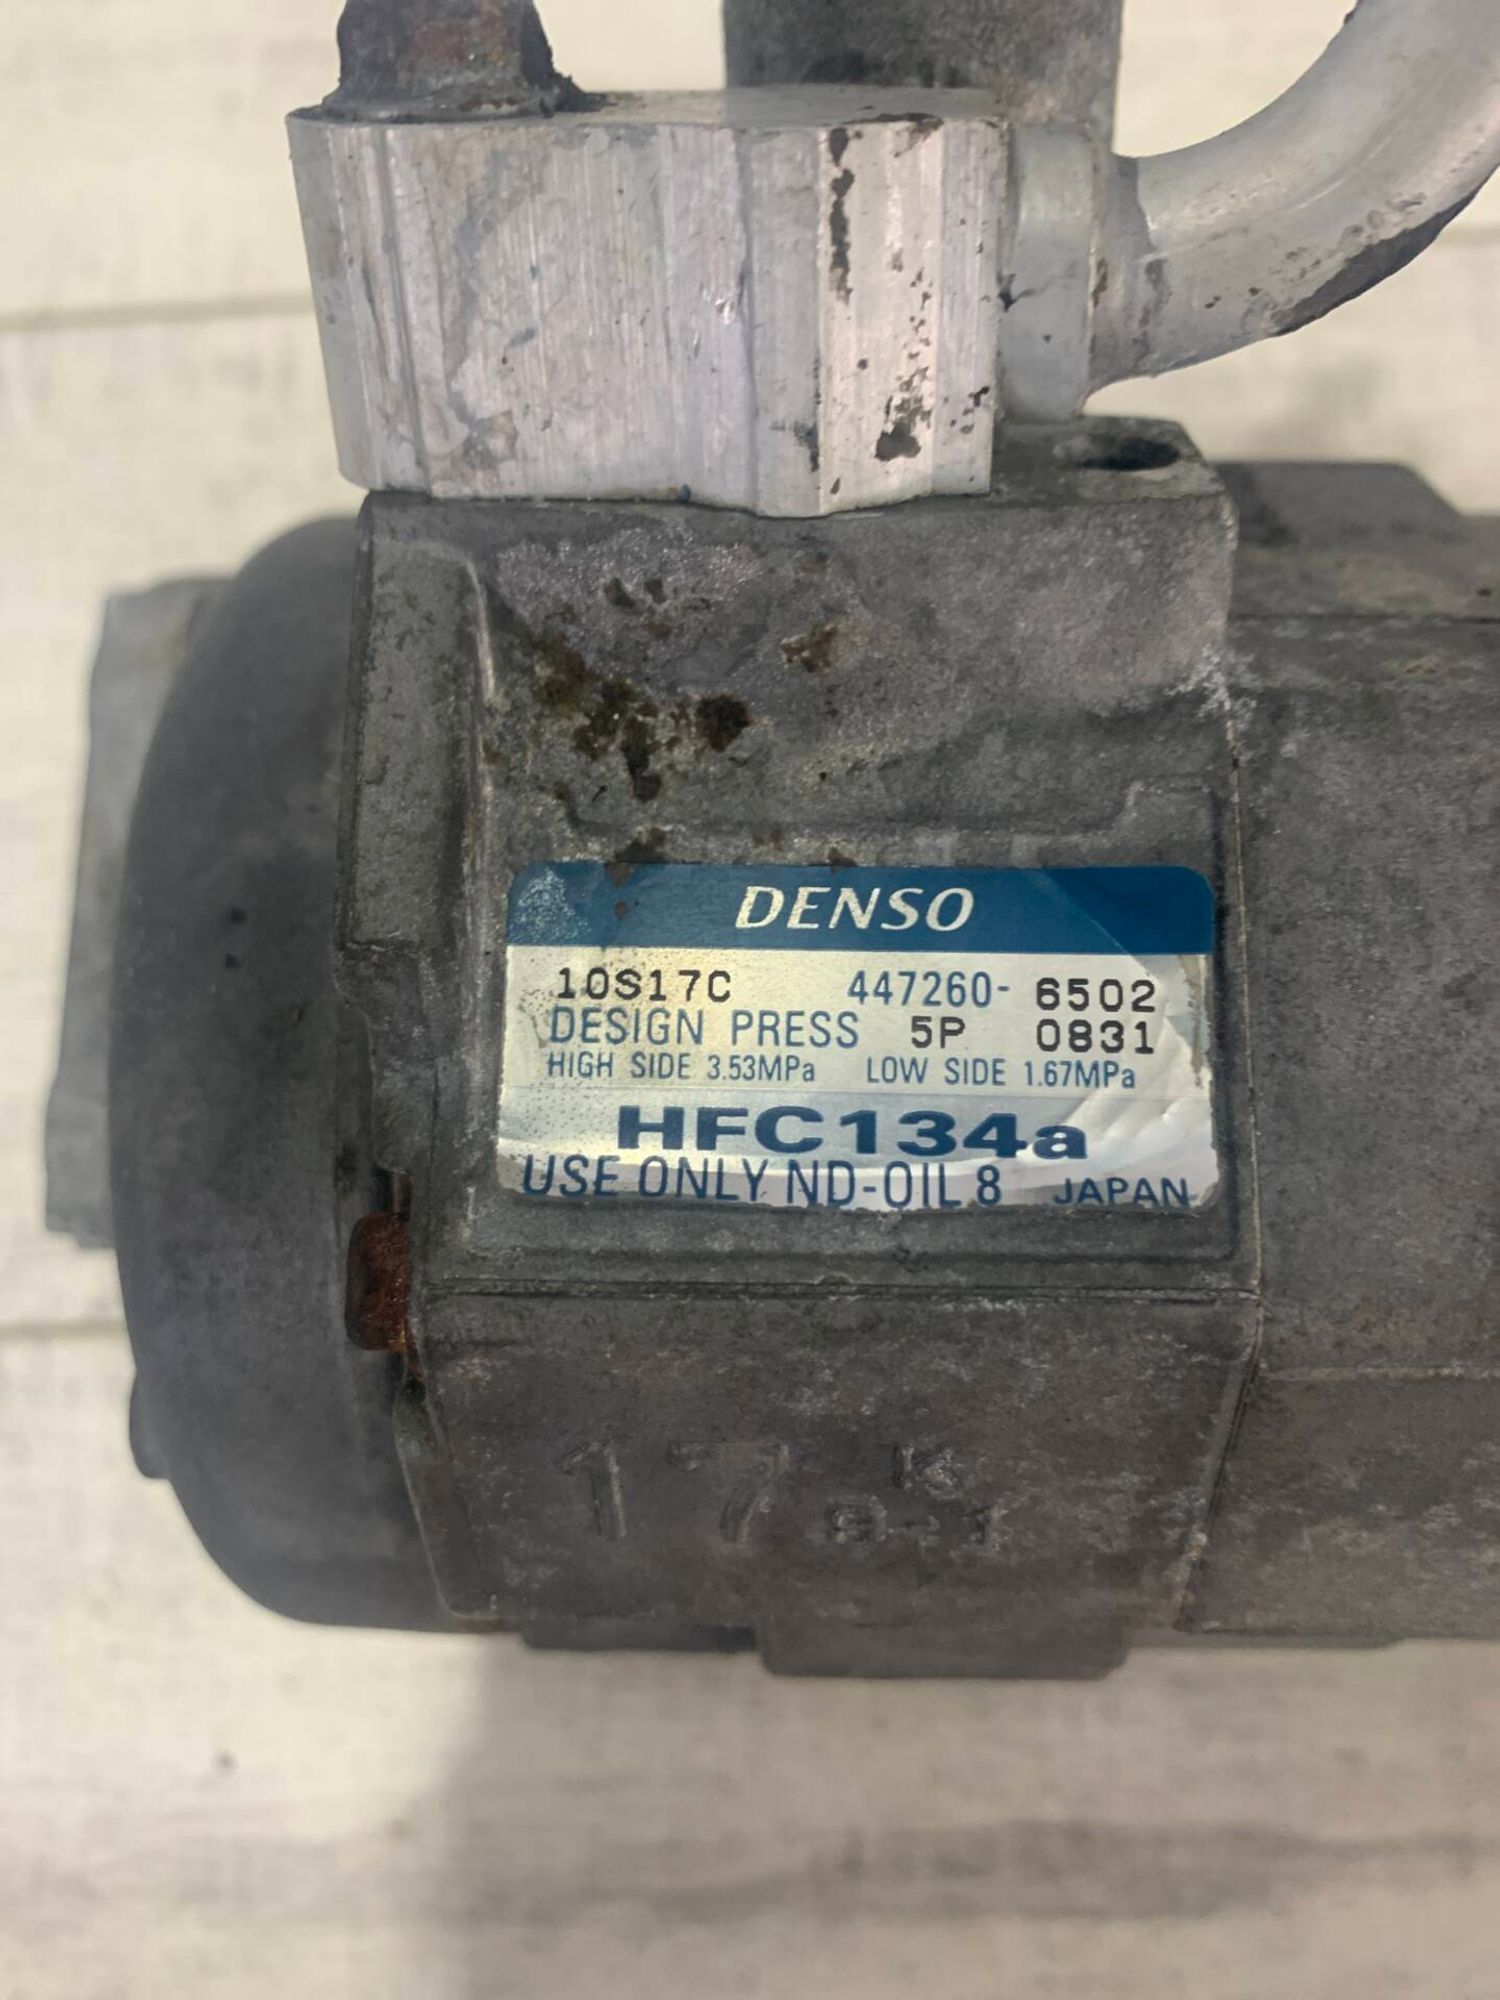 DENSO
10S17C 447260- 6502
DESIGN PRESS 5P 0831
HIGH SIDE 3.53MPa LOW SIDE 1.67MPa
HFC134a
USE ONLY ND-OIL 8 JAPAN
17